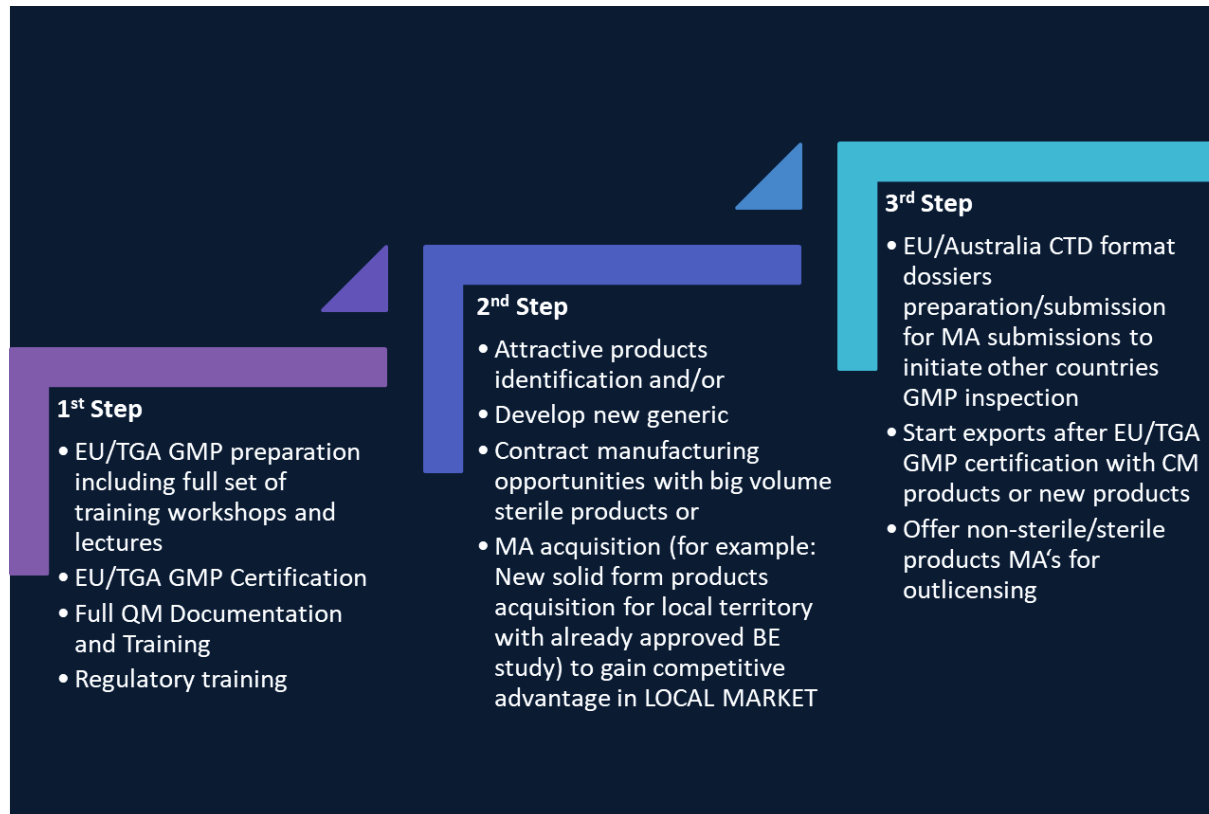 1st Step
• EU/TGA GMP preparation
including full set of
training workshops and
lectures
• EU/TGA GMP Certification
• Full QM Documentation
and Training
• Regulatory training
2nd Step
• Attractive products
identification and/or
• Develop new generic
• Contract manufacturing
opportunities with big volume
sterile products or
• MA acquisition (for example:
New solid form products
acquisition for local territory
with already approved BE
study) to gain competitive
advantage in LOCAL MARKET
3rd Step
• EU/Australia CTD format
dossiers
preparation/submission
for MA submissions to
initiate other countries
GMP inspection
• Start exports after EU/TGA
GMP certification with CM
products or new products
• Offer non-sterile/sterile
products MA‘s for
outlicensing